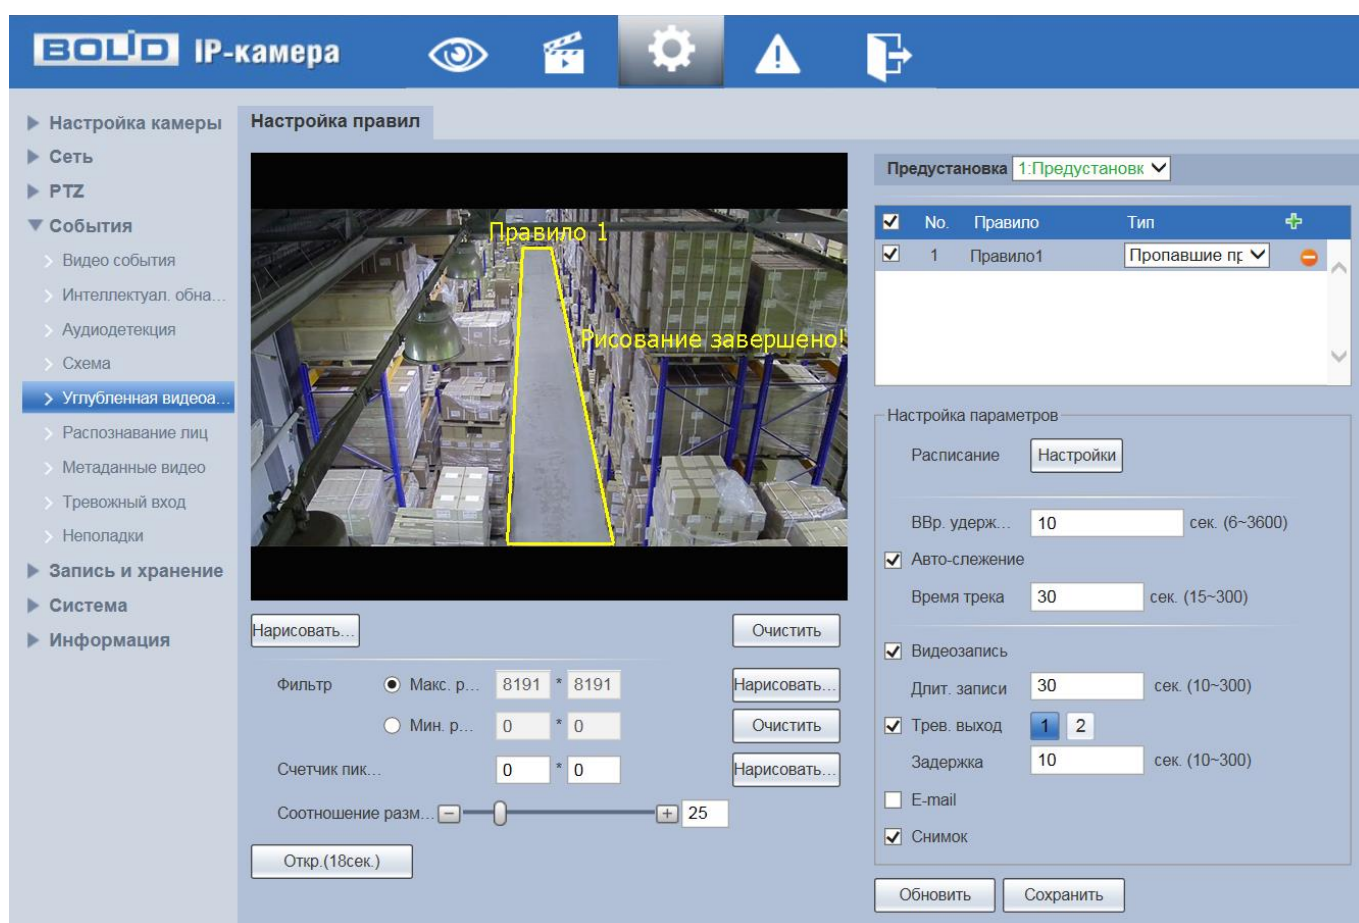 BOLID IP-камера
Настройка камеры
Сеть
PTZ
События
Видео события
Интеллектуал. обна...
Аудиодетекция
Схема
Углубленная видеоа...
Распознавание лиц
Метаданные видео
Тревожный вход
Неполадки
Запись и хранение
Система
Информация
Настройка правил
Правило 1
Рисование завершено!
Нарисовать... Очистить
Фильтр Макс. р... 8191 * 8191 Нарисовать...
Мин. р... 0 * 0 Очистить
Счетчик пик... 0 * 0 Нарисовать...
Соотношение разм... 25
Откр.(18сек.)
Предустановка 1:Предустановк
No. Правило Тип
1 Правило1 Пропавшие пр
Настройка параметров
Расписание Настройки
ВВр. удерж... 10 сек. (6~3600)
Авто-слежение
Время трека 30 сек. (15~300)
Видеозапись
Длит. записи 30 сек. (10~300)
Трев. выход 1 2
Задержка 10 сек. (10~300)
E-mail
Снимок
Обновить Сохранить